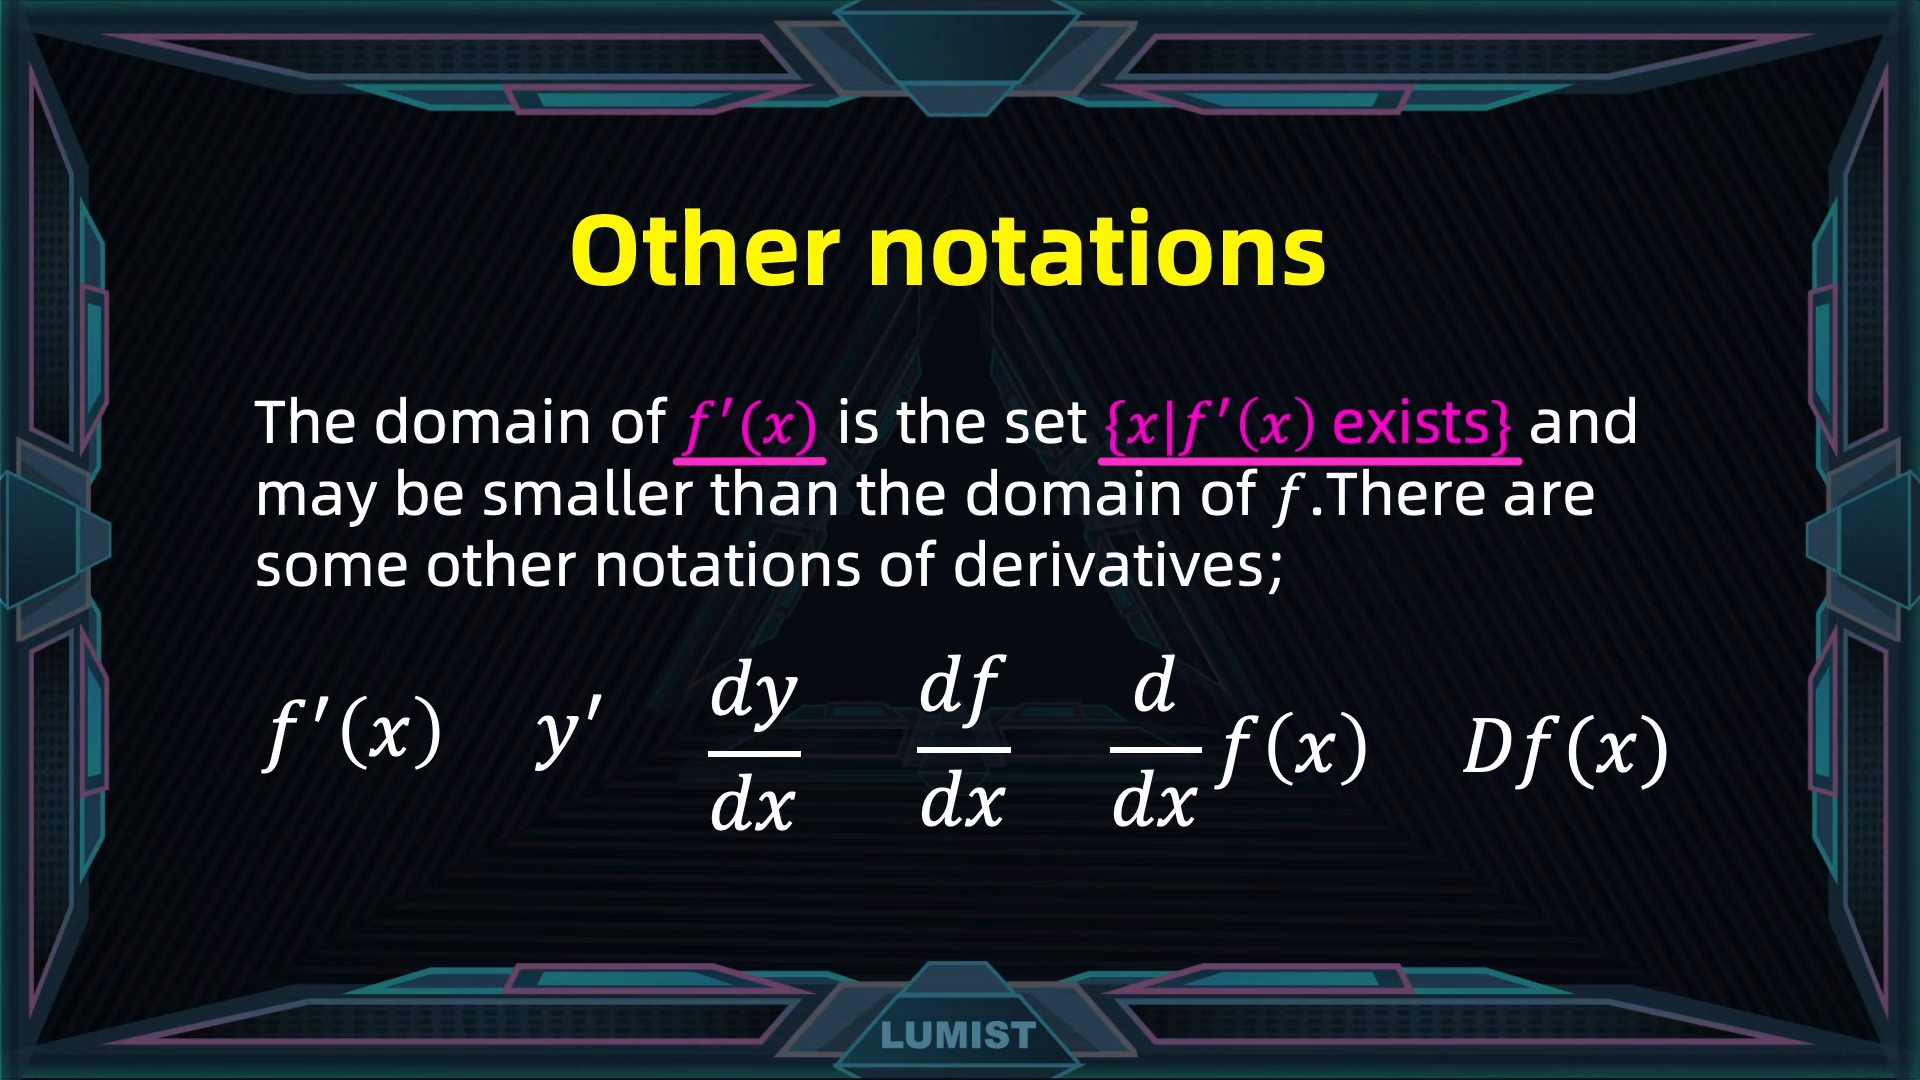 Other notations
The domain of f′(x) is the set {x|f′(x) exists} and
may be smaller than the domain of f.There are
some other notations of derivatives;
f′(x) y′ dy/dx df/dx d/dx f(x) Df(x)
LUMIST